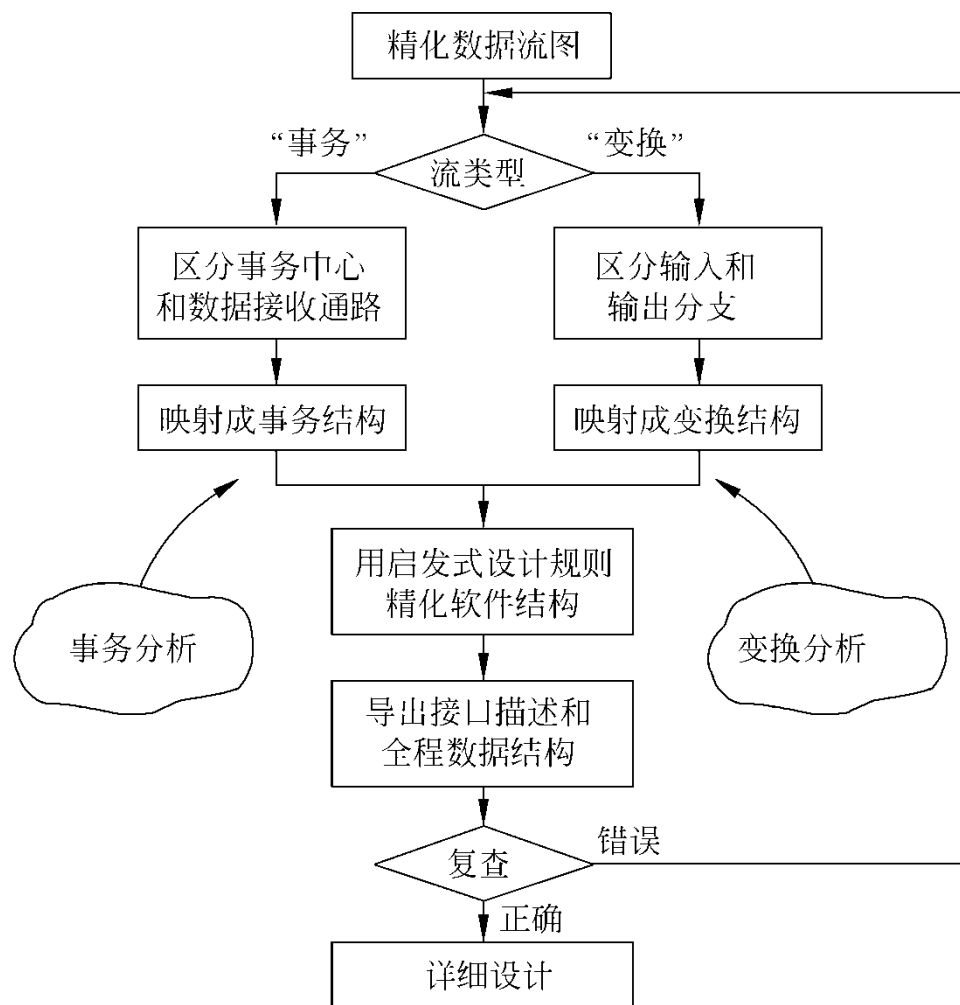 精化数据流图
“事务”
“变换”
流类型
区分事务中心
和数据接收通路
区分输入和
输出分支
映射成事务结构
映射成变换结构
用启发式设计规则
精化软件结构
事务分析
变换分析
导出接口描述和
全程数据结构
复查
错误
正确
详细设计